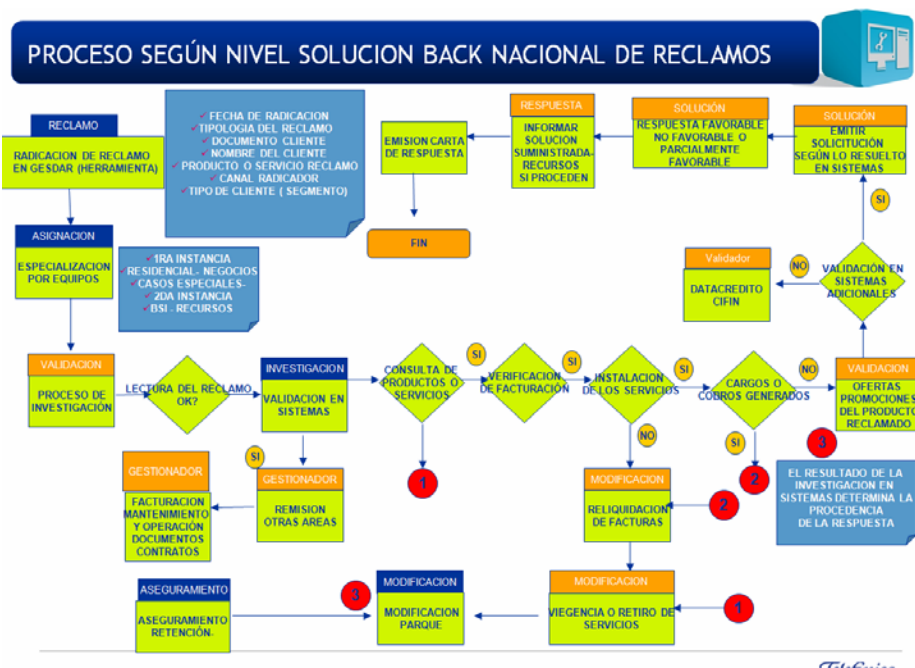 PROCESO SEGÚN NIVEL SOLUCION BACK NACIONAL DE RECLAMOS
RECLAMO
RADICACION DE RECLAMO
EN GESDAR (HERRAMIENTA)
FECHA DE RADICACION
TIPOLOGIA DEL RECLAMO
DOCUMENTO CLIENTE
NOMBRE DEL CLIENTE
PRODUCTO O SERVICIO RECLAMO
CANAL RADICADOR
TIPO DE CLIENTE ( SEGMENTO)
EMISION CARTA
DE RESPUESTA
RESPUESTA
INFORMAR
SOLUCION
SUMINISTRADA-
RECURSOS
SI PROCEDEN
SOLUCIÓN
RESPUESTA FAVORABLE
NO FAVORABLE O
PARCIALMENTE
FAVORABLE
SOLUCIÓN
EMITIR
SOLICITUCIÓN
SEGÚN LO RESUELTO
EN SISTEMAS
FIN
SI
ASIGNACION
ESPECIALIZACION
POR EQUIPOS
1RA INSTANCIA
RESIDENCIAL- NEGOCIOS
CASOS ESPECIALES-
2DA INSTANCIA
BSI - RECURSOS
Validador
DATACREDITO
CIFIN
NO
VALIDACIÓN EN
SISTEMAS
ADICIONALES
VALIDACION
PROCESO DE
INVESTIGACIÓN
LECTURA DEL RECLAMO
OK?
INVESTIGACION
VALIDACION EN
SISTEMAS
CONSULTA DE
PRODUCTOS O
SERVICIOS
SI
VERIFICACION
DE FACTURACIÓN
SI
INSTALACION
DE LOS SERVICIOS
SI
CARGOS O
COBROS GENERADOS
NO
VALIDACION
OFERTAS
PROMOCIONES
DEL PRODUCTO
RECLAMADO
SI
NO
SI
3
1
2
GESTIONADOR
FACTURACION
MANTENIMIENTO
Y OPERACIÓN
DOCUMENTOS
CONTRATOS
GESTIONADOR
REMISION
OTRAS AREAS
MODIFICACION
RELIQUIDACION
DE FACTURAS
2
EL RESULTADO DE LA
INVESTIGACION EN
SISTEMAS DETERMINA LA
PROCEDENCIA
DE LA RESPUESTA
ASEGURAMIENTO
ASEGURAMIENTO
RETENCIÓN-
3
MODIFICACION
MODIFICACION
PARQUE
MODIFICACION
VIEGENCIA O RETIRO DE
SERVICIOS
1